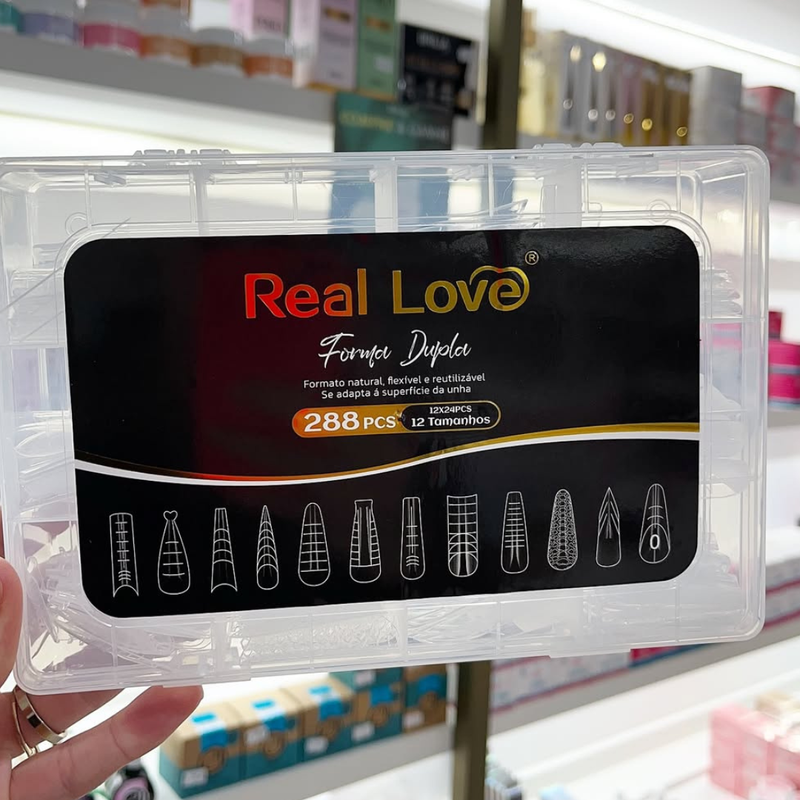 Real Love®
Forma Dupla
Formato natural, flexível e reutilizável
Se adapta á superfície da unha
288 PCS
12X24PCS
12 Tamanhos